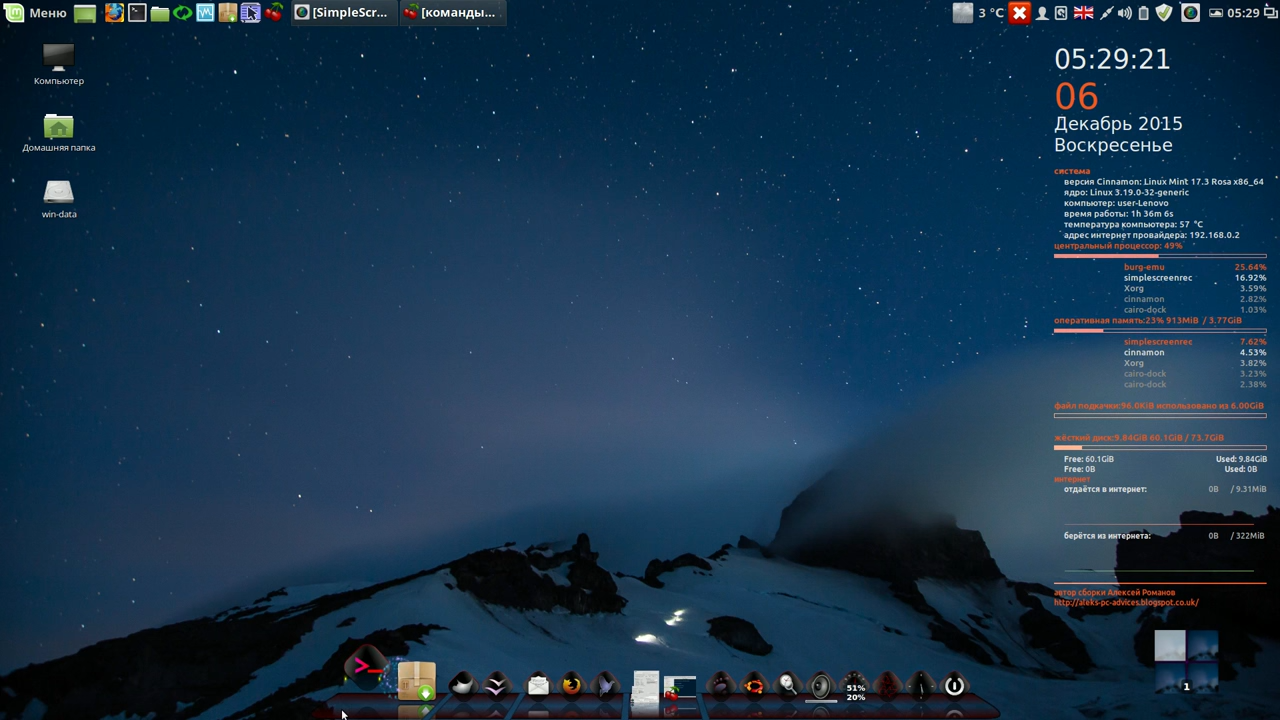 Меню
[SimpleScr...
[команды...
3 °C
05:29
Компьютер
Домашняя папка
win-data
05:29:21
06
Декабрь 2015
Воскресенье
система
версия Cinnamon: Linux Mint 17.3 Rosa x86_64
ядро: Linux 3.19.0-32-generic
компьютер: user-Lenovo
время работы: 1h 36m 6s
температура компьютера: 57 °C
адрес интернет провайдера: 192.168.0.2
центральный процессор: 49%
burg-emu 25.64%
simplescreenrec 16.92%
Xorg 3.59%
cinnamon 2.82%
cairo-dock 1.03%
оперативная память:23% 913MiB / 3.77GiB
simplescreenrec 7.62%
cinnamon 4.53%
Xorg 3.82%
cairo-dock 3.23%
cairo-dock 2.38%
файл подкачки:96.0KiB использовано из 6.00GiB
жёсткий диск:9.84GiB 60.1GiB / 73.7GiB
Free: 60.1GiB Used: 9.84GiB
Free: 0B Used: 0B
интернет
отдаётся в интернет: 0B / 9.31MiB
берётся из интернета: 0B / 322MiB
автор сборки Алексей Романов
http://aleks-pc-advices.blogspot.co.uk/
51%
20%
1